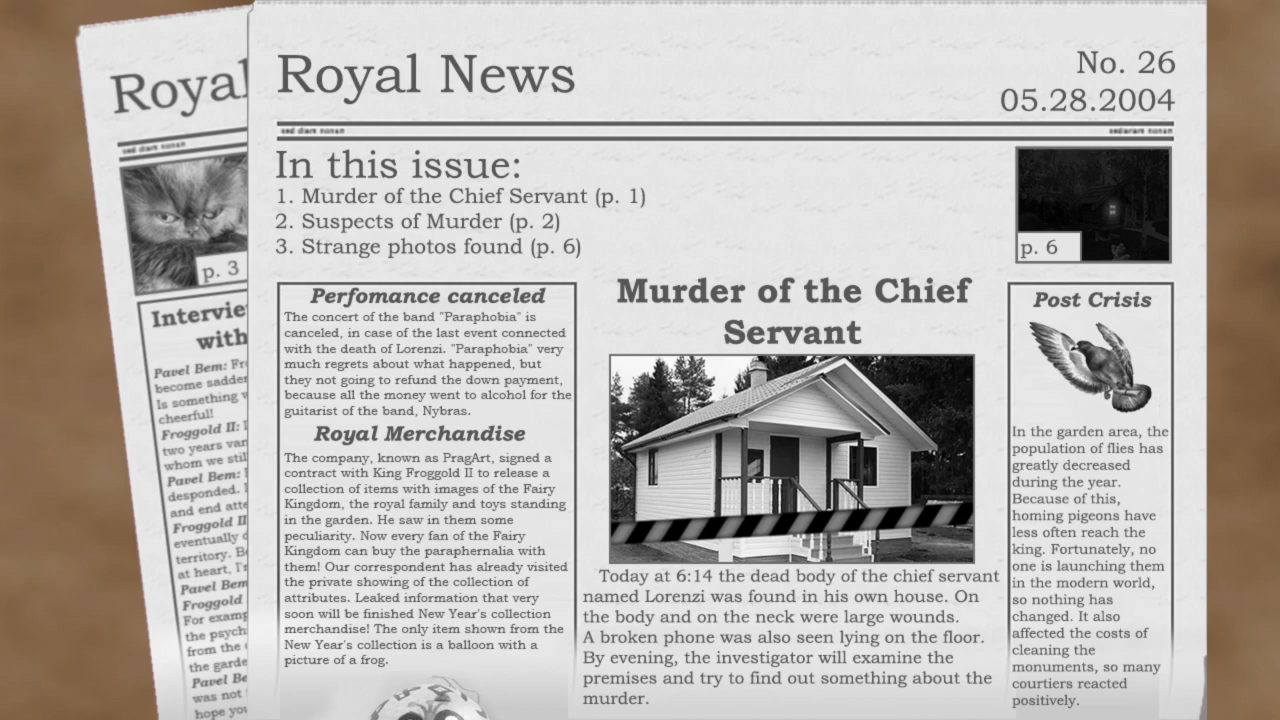 Royal News
No. 26
05.28.2004
sed diam nonan
In this issue:
1. Murder of the Chief Servant (p. 1)
2. Suspects of Murder (p. 2)
3. Strange photos found (p. 6)
p. 6
Perfomance canceled
The concert of the band "Paraphobia" is
canceled, in case of the last event connected
with the death of Lorenzi. "Paraphobia" very
much regrets about what happened, but
they not going to refund the down payment,
because all the money went to alcohol for the
guitarist of the band, Nybras.
Royal Merchandise
The company, known as PragArt, signed a
contract with King Froggold II to release a
collection of items with images of the Fairy
Kingdom, the royal family and toys standing
in the garden. He saw in them some
peculiarity. Now every fan of the Fairy
Kingdom can buy the paraphernalia with
them! Our correspondent has already visited
the private showing of the collection of
attributes. Leaked information that very
soon will be finished New Year's collection
merchandise! The only item shown from the
New Year's collection is a balloon with a
picture of a frog.
Murder of the Chief
Servant
Today at 6:14 the dead body of the chief servant
named Lorenzi was found in his own house. On
the body and on the neck were large wounds.
A broken phone was also seen lying on the floor.
By evening, the investigator will examine the
premises and try to find out something about the
murder.
Post Crisis
In the garden area, the
population of flies has
greatly decreased
during the year.
Because of this,
homing pigeons have
less often reach the
king. Fortunately, no
one is launching them
in the modern world,
so nothing has
changed. It also
affected the costs of
cleaning the
monuments, so many
courtiers reacted
positively.
Royal
sed diam nonan
p. 3
Intervie
with
Pavel Bem: Fr
become sadder
Is something w
cheerful!
Froggold II: I
two years van
whom we stil
Pavel Bem:
desponded. I
and end atte
Froggold II
eventually
territory. Be
at heart, I'm
Pavel Bem
Froggold
For examp
the psych
from the
the garde
Pavel Be
was not
hope you